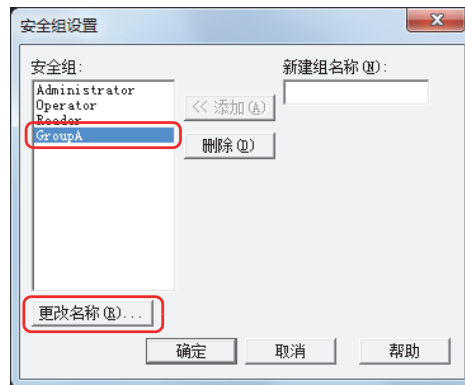 安全组设置
安全组:
新建组名称(N):
Administrator
Operator
Reader
GroupA
<< 添加(A)
删除(D)
更改名称(R)...
确定
取消
帮助